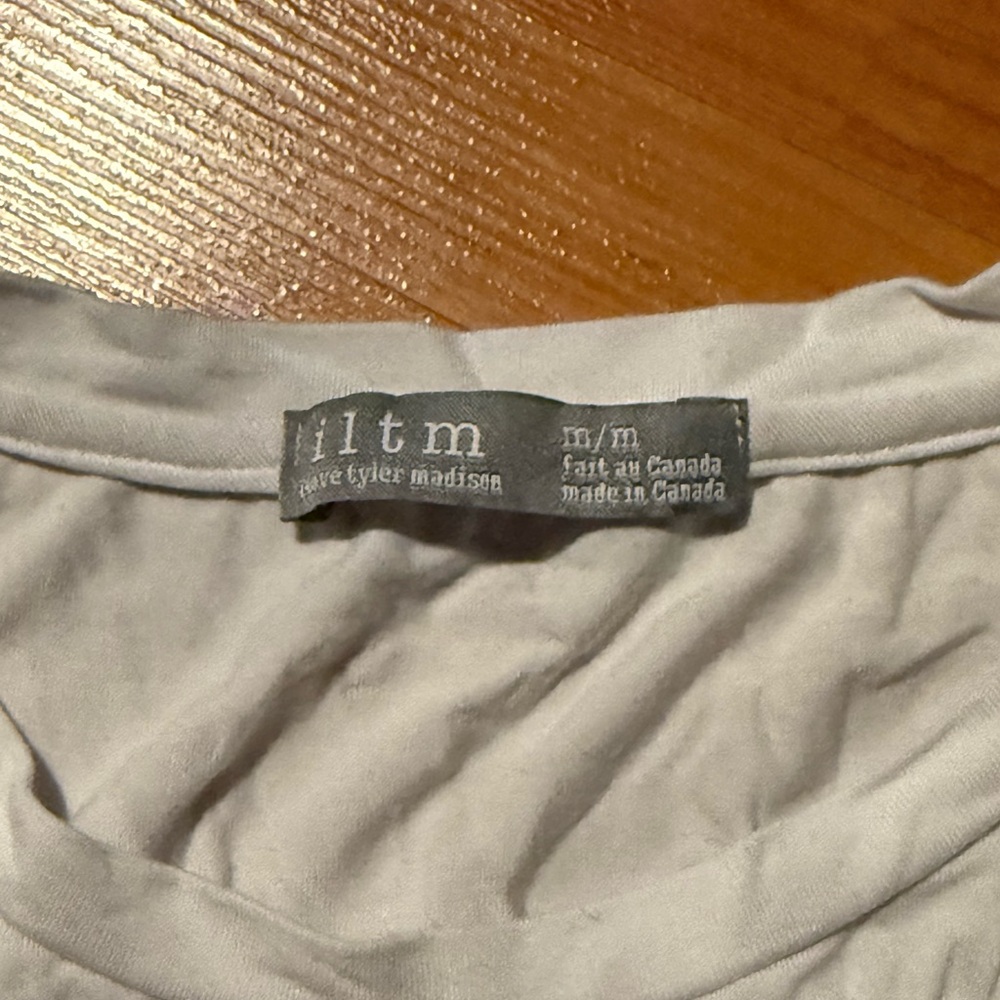 iltm
tyler madison
m/m
fait au Canada
made in Canada